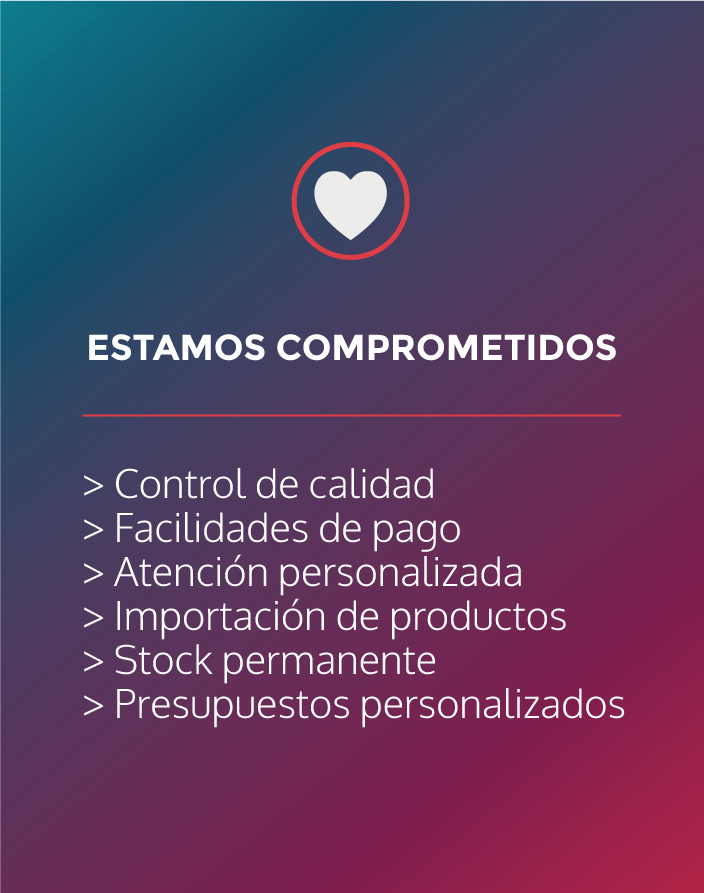 ESTAMOS COMPROMETIDOS
> Control de calidad
> Facilidades de pago
> Atención personalizada
> Importación de productos
> Stock permanente
> Presupuestos personalizados